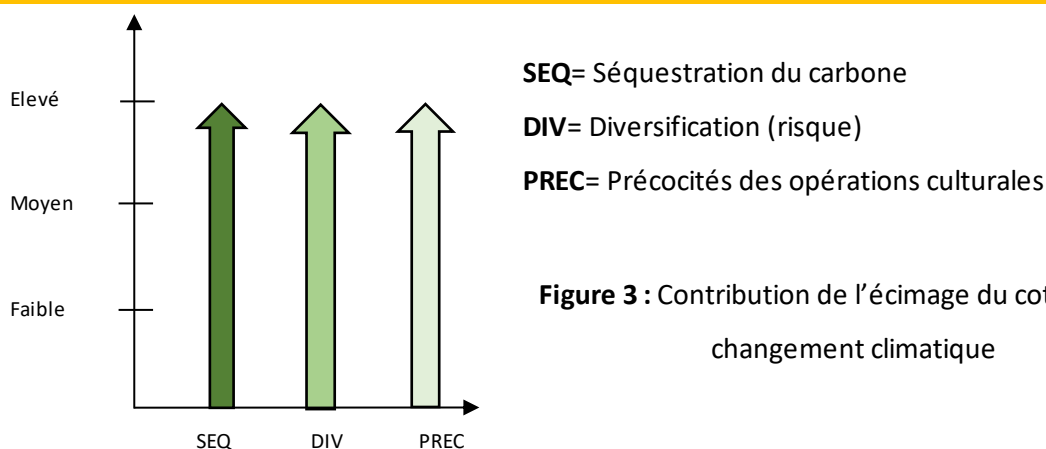 Elevé
Moyen
Faible
SEQ DIV PREC
SEQ= Séquestration du carbone
DIV= Diversification (risque)
PREC= Précocités des opérations culturales
Figure 3 : Contribution de l’écimage du
changement climatique